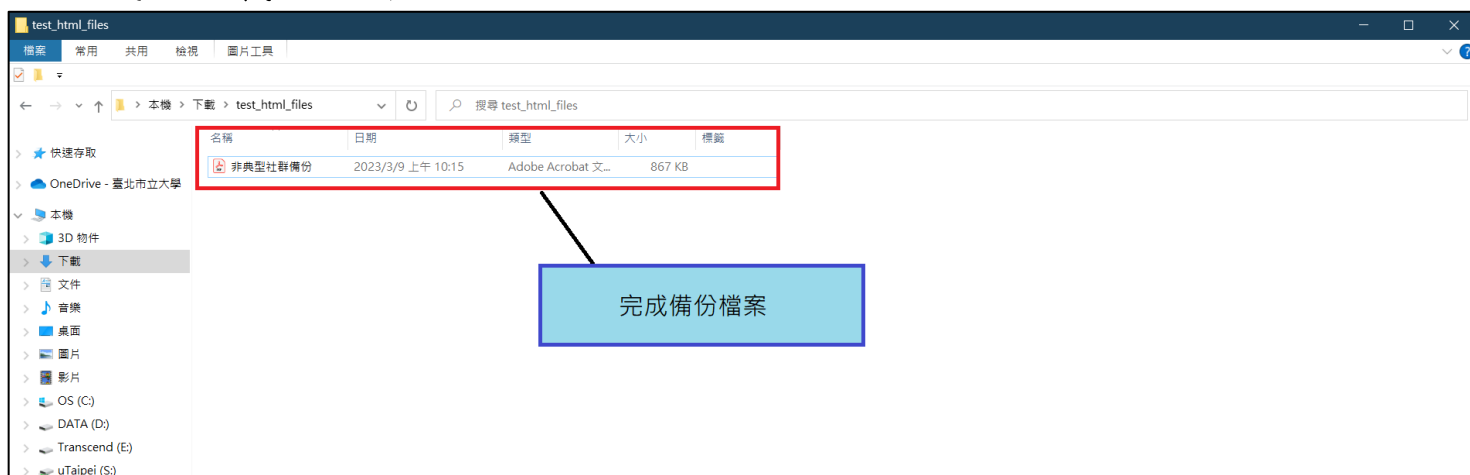 test_html_files
檔案 常用 共用 檢視 圖片工具
本機 > 下載 > test_html_files 搜尋 test_html_files
名稱 日期 類型 大小 標籤
非典型社群備份 2023/3/9 上午 10:15 Adobe Acrobat 文... 867 KB
快速存取
OneDrive - 臺北市立大學
本機
3D 物件
下載
文件
音樂
桌面
圖片
影片
OS (C:)
DATA (D:)
Transcend (E:)
uTaipei (S:)
完成備份檔案